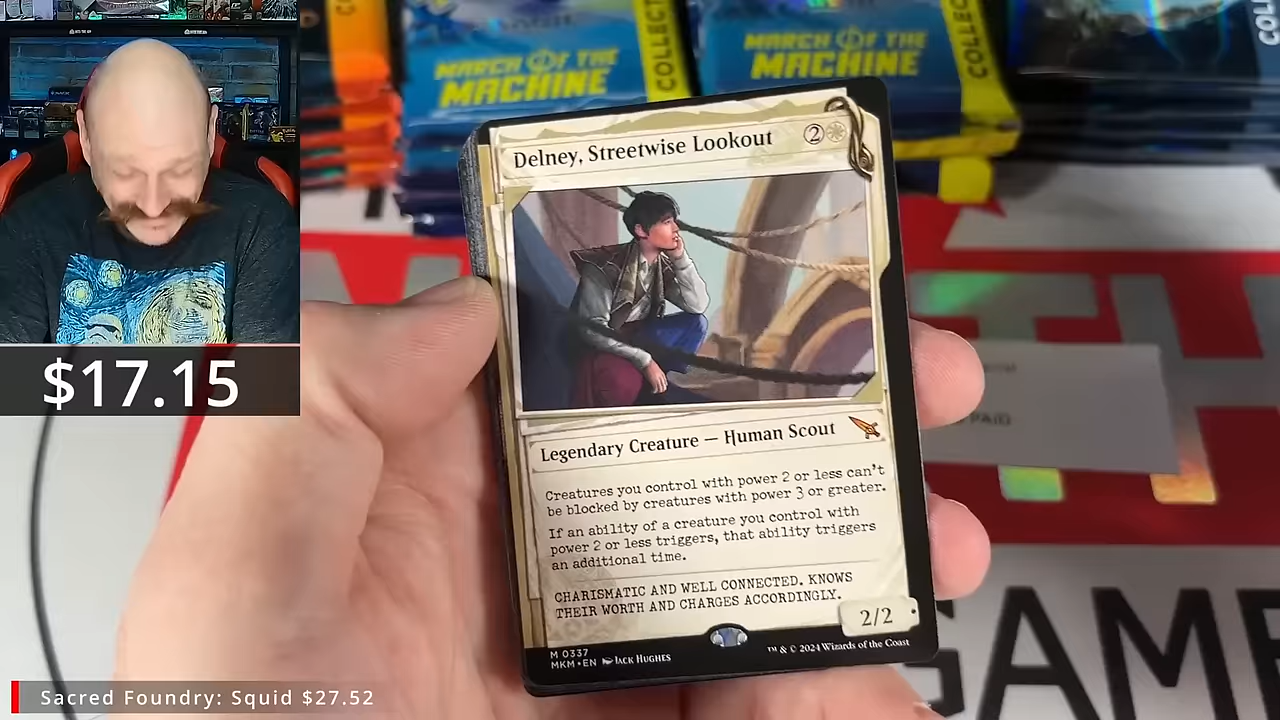 MARCH OF THE
MACHINE
COLLECT
MARCH OF THE
MACHINE
COLLEC
COL
Delney, Streetwise Lookout
2
Legendary Creature — Human Scout
Creatures you control with power 2 or less can't
be blocked by creatures with power 3 or greater.
If an ability of a creature you control with
power 2 or less triggers, that ability triggers
an additional time.
CHARISMATIC AND WELL CONNECTED. KNOWS
THEIR WORTH AND CHARGES ACCORDINGLY.
2/2
M 0337
MKM • EN JACK HUGHES
™ & © 2024 Wizards of the Coast
PAID
GAME
$17.15
Sacred Foundry: Squid $27.52